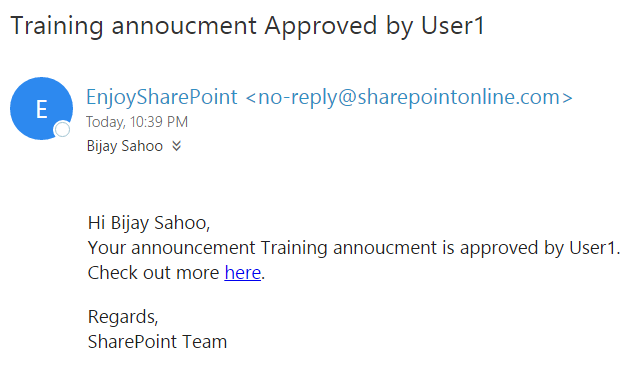 Training annoucment Approved by User1
E
EnjoySharePoint <no-reply@sharepointonline.com>
Today, 10:39 PM
Bijay Sahoo
Hi Bijay Sahoo,
Your announcement Training annoucment is approved by User1.
Check out more here.
Regards,
SharePoint Team